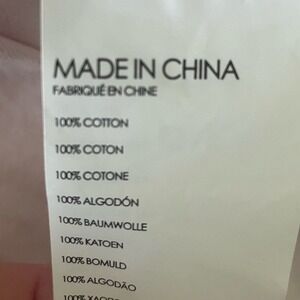 MADE IN CHINA
FABRIQUÉ EN CHINE
100% COTTON
100% COTON
100% COTONE
100% ALGODÓN
100% BAUMWOLLE
100% KATOEN
100% BOMULD
100% ALGODÃO
100%